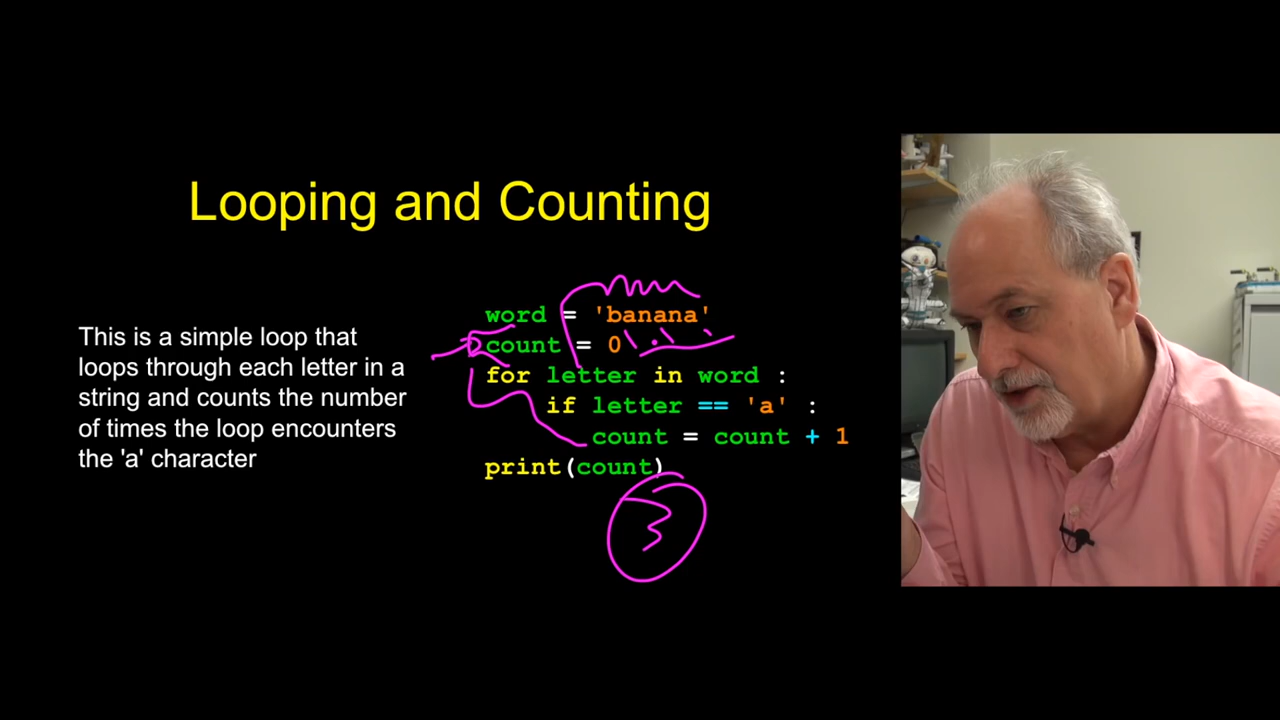 Looping and Counting
This is a simple loop that
loops through each letter in a
string and counts the number
of times the loop encounters
the 'a' character
word = 'banana'
count = 0
for letter in word :
    if letter == 'a' :
        count = count + 1
print(count)
3